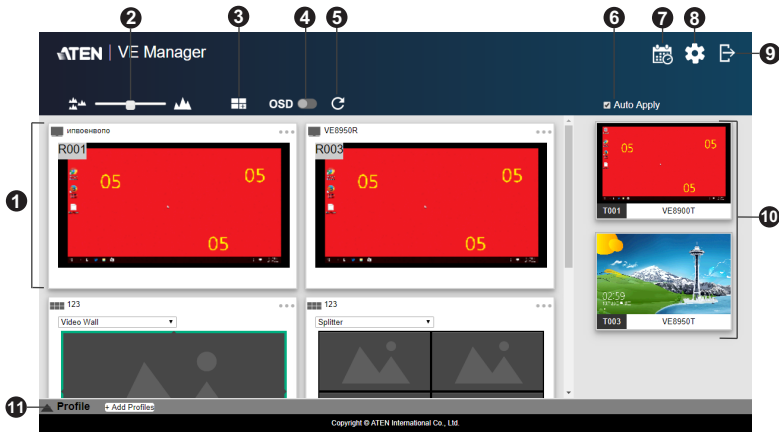 2 3 4 5 6 7 8
ATEN | VE Manager
9
OSD
Auto Apply
1
ипвоенвопо
VE8950R
R001
R003
05 05 05
05 05 05
05 05 05
T001 VE8900T
10
02:59
T003 VE8950T
123
123
Video Wall
Splitter
11 Profile + Add Profiles
Copyright © ATEN International Co., Ltd.